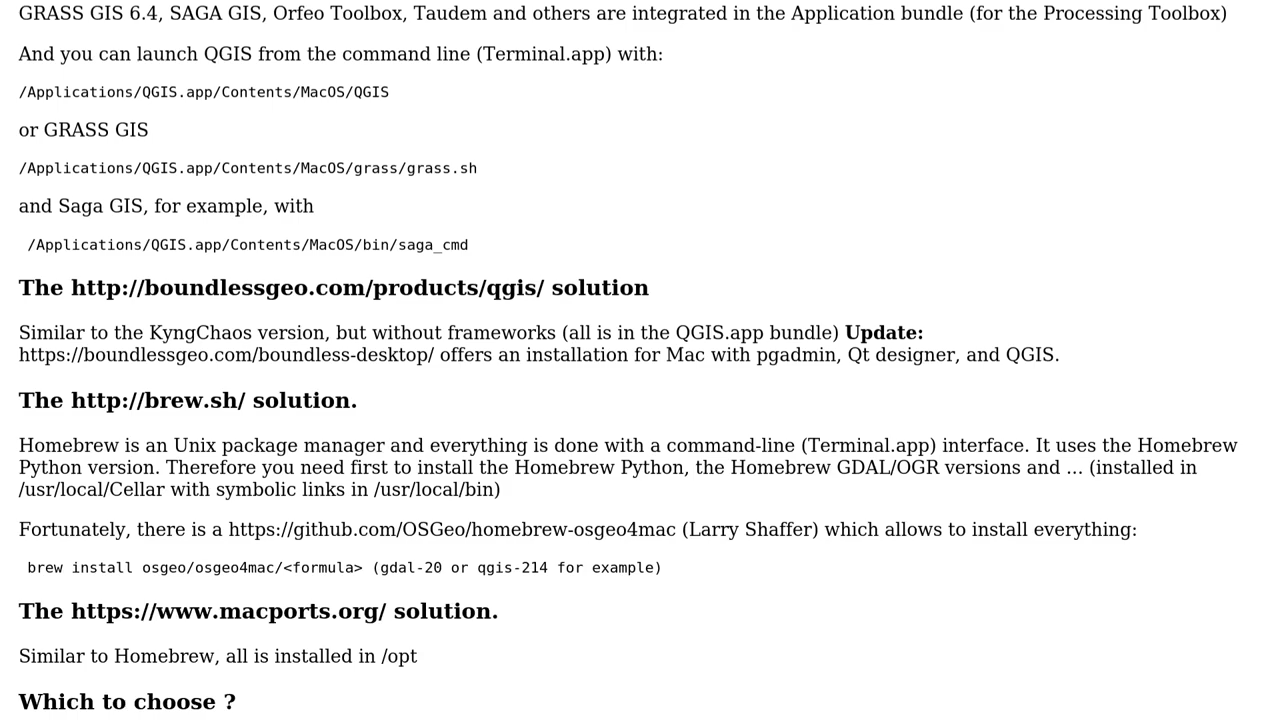 GRASS GIS 6.4, SAGA GIS, Orfeo Toolbox, Taudem and others are integrated in the Application bundle (for the Processing Toolbox)
And you can launch QGIS from the command line (Terminal.app) with:
/Applications/QGIS.app/Contents/MacOS/QGIS
or GRASS GIS
/Applications/QGIS.app/Contents/MacOS/grass/grass.sh
and Saga GIS, for example, with
/Applications/QGIS.app/Contents/MacOS/bin/saga_cmd
The http://boundlessgeo.com/products/qgis/ solution
Similar to the KyngChaos version, but without frameworks (all is in the QGIS.app bundle) Update:
https://boundlessgeo.com/boundless-desktop/ offers an installation for Mac with pgadmin, Qt designer, and QGIS.
The http://brew.sh/ solution.
Homebrew is an Unix package manager and everything is done with a command-line (Terminal.app) interface. It uses the Homebrew
Python version. Therefore you need first to install the Homebrew Python, the Homebrew GDAL/OGR versions and ... (installed in
/usr/local/Cellar with symbolic links in /usr/local/bin)
Fortunately, there is a https://github.com/OSGeo/homebrew-osgeo4mac (Larry Shaffer) which allows to install everything:
brew install osgeo/osgeo4mac/<formula> (gdal-20 or qgis-214 for example)
The https://www.macports.org/ solution.
Similar to Homebrew, all is installed in /opt
Which to choose ?